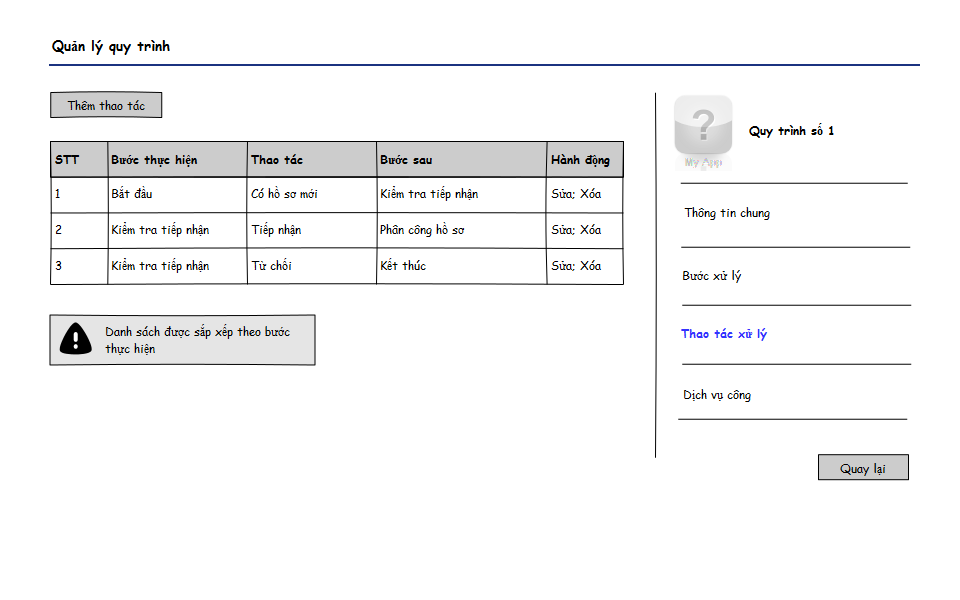 Quản lý quy trình
Thêm thao tác
STT Bước thực hiện Thao tác Bước sau Hành động
1 Bắt đầu Có hồ sơ mới Kiểm tra tiếp nhận Sửa; Xóa
2 Kiểm tra tiếp nhận Tiếp nhận Phân công hồ sơ Sửa; Xóa
3 Kiểm tra tiếp nhận Từ chối Kết thúc Sửa; Xóa
Danh sách được sắp xếp theo bước
thực hiện
?
My App
Quy trình số 1
Thông tin chung
Bước xử lý
Thao tác xử lý
Dịch vụ công
Quay lại